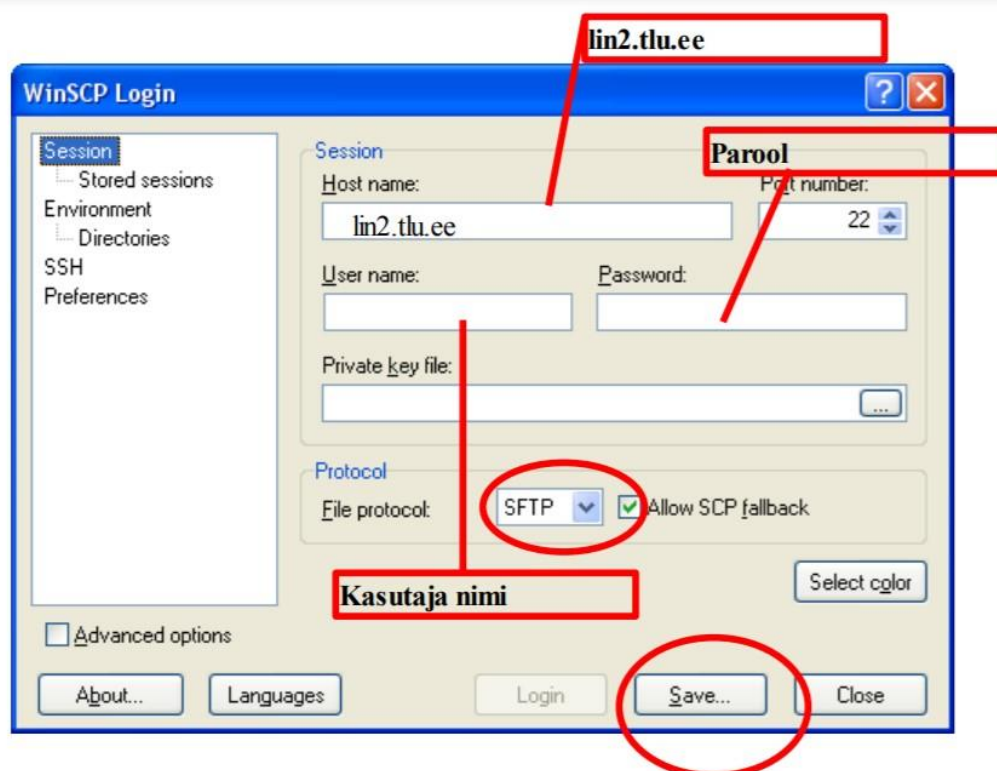 lin2.tlu.ee
WinSCP Login
Session
Stored sessions
Environment
Directories
SSH
Preferences
Session
Parool
Host name:
Port number:
lin2.tlu.ee
22
User name:
Password:
Private key file:
...
Protocol
File protocol:
SFTP
Allow SCP fallback
Kasutaja nimi
Select color
Advanced options
About...
Languages
Login
Save...
Close